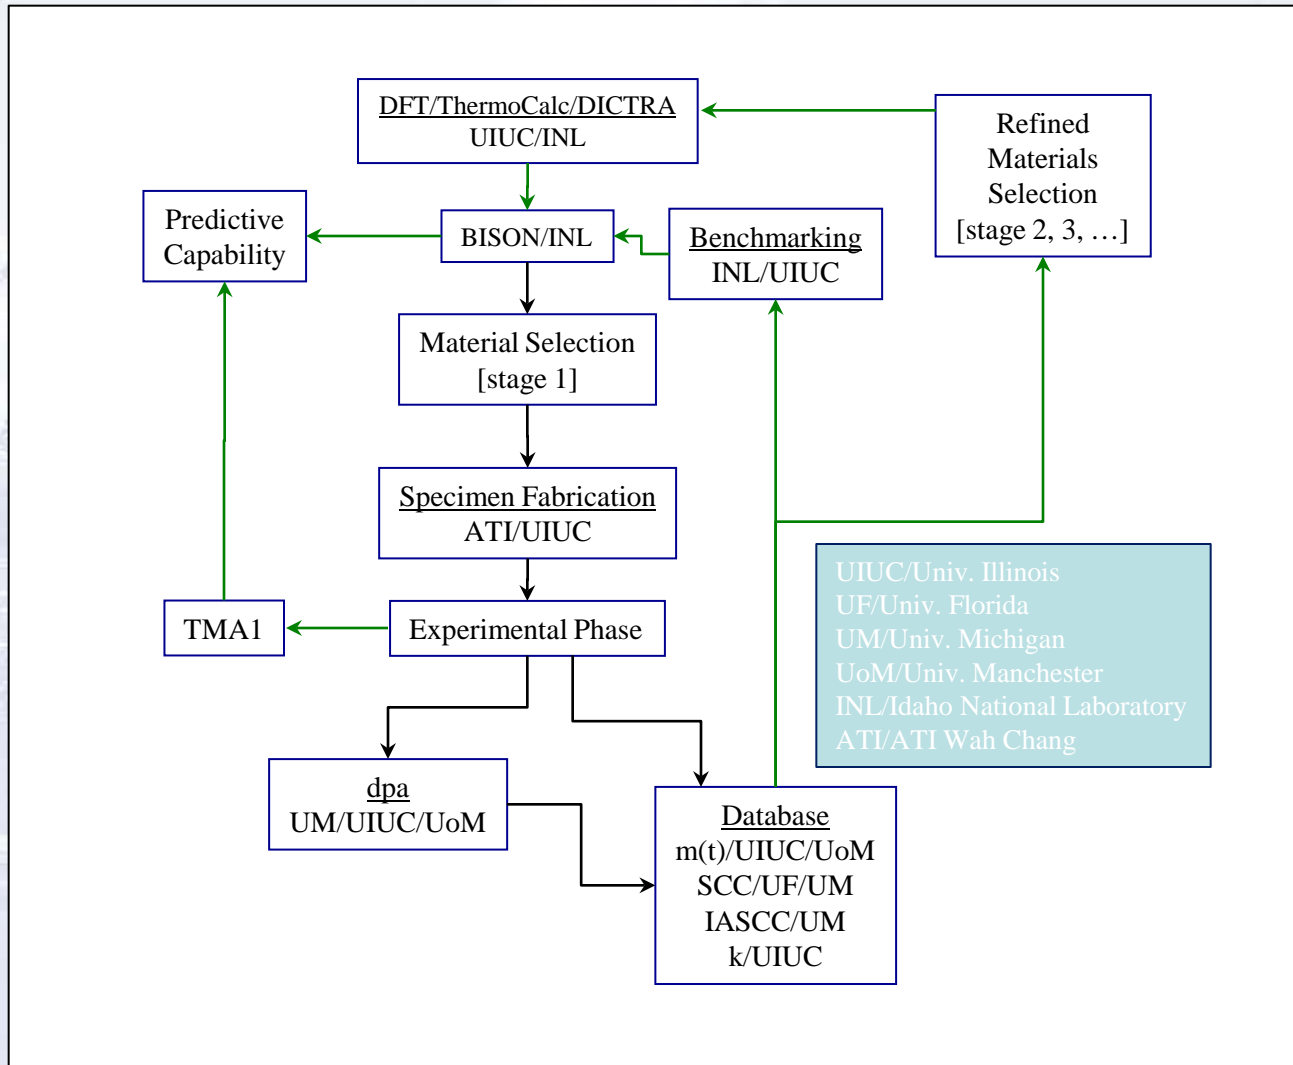 DFT/ThermoCalc/DICTRA
UIUC/INL
Refined
Materials
Selection
[stage 2, 3, …]
Predictive
Capability
BISON/INL
Benchmarking
INL/UIUC
Material Selection
[stage 1]
Specimen Fabrication
ATI/UIUC
TMA1
Experimental Phase
UIUC/Univ. Illinois
UF/Univ. Florida
UM/Univ. Michigan
UoM/Univ. Manchester
INL/Idaho National Laboratory
ATI/ATI Wah Chang
dpa
UM/UIUC/UoM
Database
m(t)/UIUC/UoM
SCC/UF/UM
IASCC/UM
k/UIUC